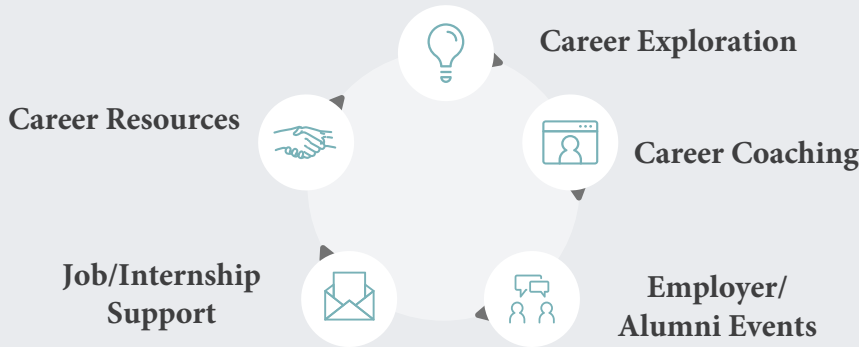 Career Exploration
Career Resources
Career Coaching
Job/Internship
Support
Employer/
Alumni Events